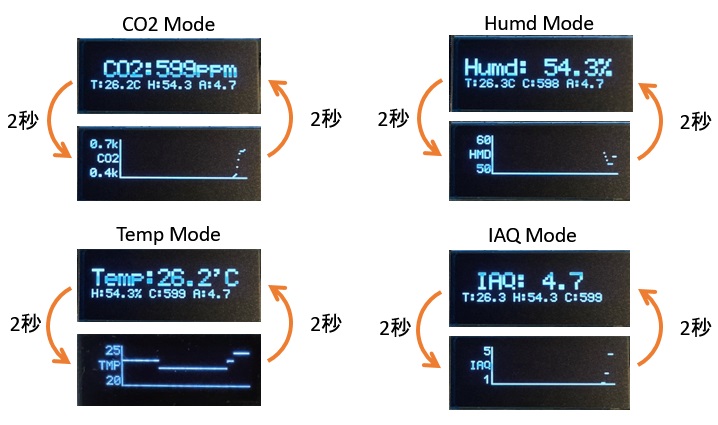 CO2 Mode
CO2:599ppm
T:26.2C H:54.3 A:4.7
2秒
2秒
0.7k
CO2
0.4k
Humd Mode
Humd: 54.3%
T:26.3C C:598 A:4.7
2秒
2秒
60
HMD
50
Temp Mode
Temp:26.2'C
H:54.3% C:599 A:4.7
2秒
2秒
25
TMP
20
IAQ Mode
IAQ: 4.7
T:26.3 H:54.3 C:599
2秒
2秒
5
IAQ
1